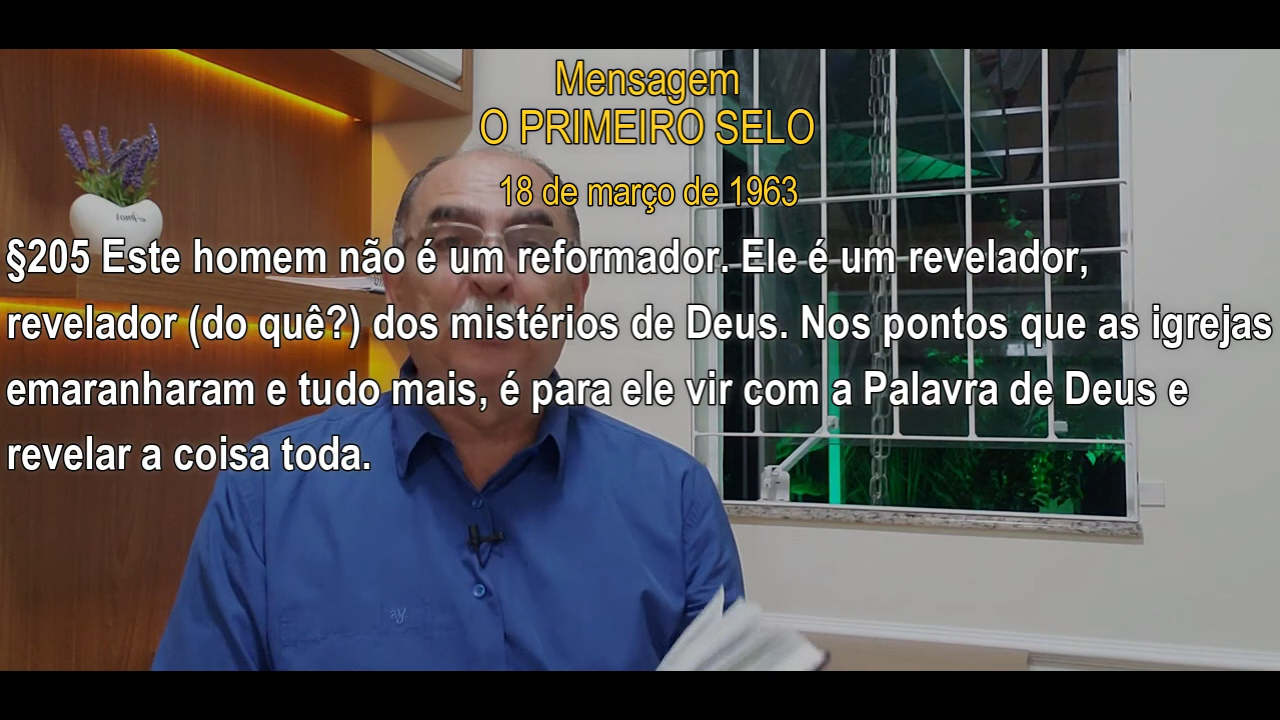 Mensagem
O PRIMEIRO SELO
18 de março de 1963
§205 Este homem não é um reformador. Ele é um revelador,
revelador (do quê?) dos mistérios de Deus. Nos pontos que as igrejas
emaranharam e tudo mais, é para ele vir com a Palavra de Deus e
revelar a coisa toda.